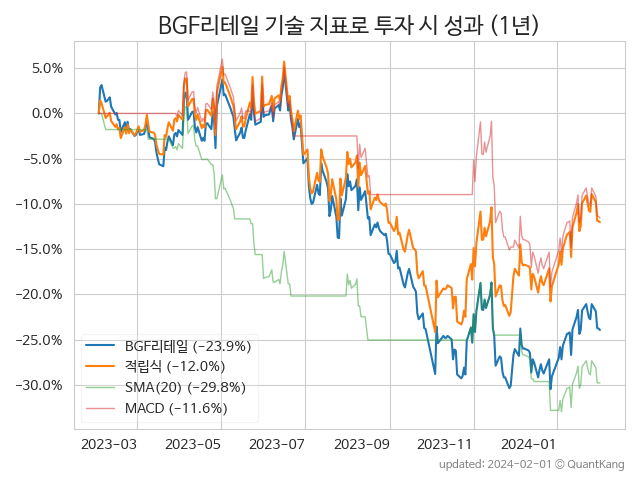 BGF리테일 기술 지표로 투자 시 성과 (1년)
5.0%
0.0%
−5.0%
−10.0%
−15.0%
−20.0%
−25.0%
−30.0%
BGF리테일 (−23.9%)
적립식 (−12.0%)
SMA(20) (−29.8%)
MACD (−11.6%)
2023-03 2023-05 2023-07 2023-09 2023-11 2024-01
updated: 2024-02-01 © QuantKang